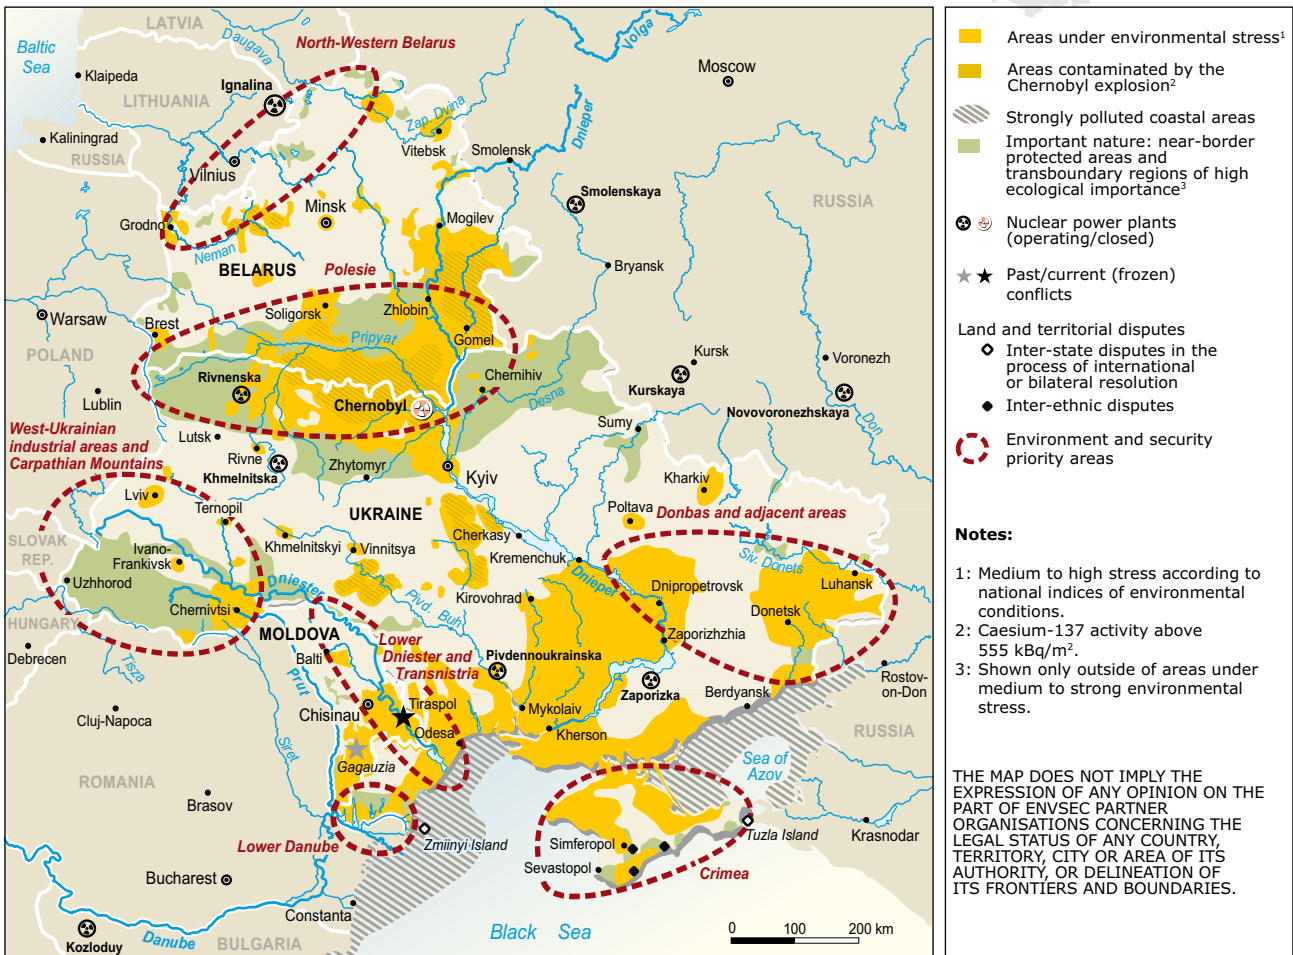 LATVIA
North-Western Belarus
Volga
Baltic
Sea
Daugava
Moscow
Klaipeda
Ignalina
LITHUANIA
Zap. Dvina
Dnieper
Kaliningrad
RUSSIA
Vitebsk
Smolensk
Vilnius
Smolenskaya
RUSSIA
Minsk
Grodno
Mogilev
Neman
BELARUS
Polesie
Bryansk
Soligorsk
Zhlobin
Warsaw
Brest
Pripyat
Gomel
POLAND
Kursk
Voronezh
Rivnenska
Chernihiv
Kurskaya
Lublin
Chernobyl
Desna
Novovoronezhskaya
Don
West-Ukrainian
industrial areas and
Carpathian Mountains
Lutsk
Sumy
Rivne
Zhytomyr
Khmelnitska
Kyiv
Kharkiv
Lviv
Ternopil
UKRAINE
Poltava
Donbas and adjacent areas
SLOVAK
REP.
Ivano-
Frankivsk
Khmelnitskyi
Vinnitsya
Cherkasy
Kremenchuk
Siv. Donets
Uzhhorod
Dniester
Dnieper
Dnipropetrovsk
Luhansk
Chernivtsi
Pivd. Buh
Kirovohrad
Donetsk
HUNGARY
MOLDOVA
Lower
Dniester and
Transnistria
Zaporizhzhia
Debrecen
Balti
Pivdennoukrainska
Tisza
Prut
Zaporizka
Rostov-
on-Don
Berdyansk
Cluj-Napoca
Chisinau
Tiraspol
Mykolaiv
Odesa
Kherson
RUSSIA
Siret
Gagauzia
Sea of
Azov
ROMANIA
Brasov
Tuzla Island
Krasnodar
Lower Danube
Zmiinyi Island
Simferopol
Sevastopol
Crimea
Bucharest
Constanta
Kozloduy
Danube
BULGARIA
Black Sea
0 100 200 km
Areas under environmental stress1
Areas contaminated by the
Chernobyl explosion2
Strongly polluted coastal areas
Important nature: near-border
protected areas and
transboundary regions of high
ecological importance3
Nuclear power plants
(operating/closed)
Past/current (frozen)
conflicts
Land and territorial disputes
Inter-state disputes in the
process of international
or bilateral resolution
Inter-ethnic disputes
Environment and security
priority areas
Notes:
1: Medium to high stress according to
national indices of environmental
conditions.
2: Caesium-137 activity above
555 kBq/m2.
3: Shown only outside of areas under
medium to strong environmental
stress.
THE MAP DOES NOT IMPLY THE
EXPRESSION OF ANY OPINION ON THE
PART OF ENVSEC PARTNER
ORGANISATIONS CONCERNING THE
LEGAL STATUS OF ANY COUNTRY,
TERRITORY, CITY OR AREA OF ITS
AUTHORITY, OR DELINEATION OF
ITS FRONTIERS AND BOUNDARIES.